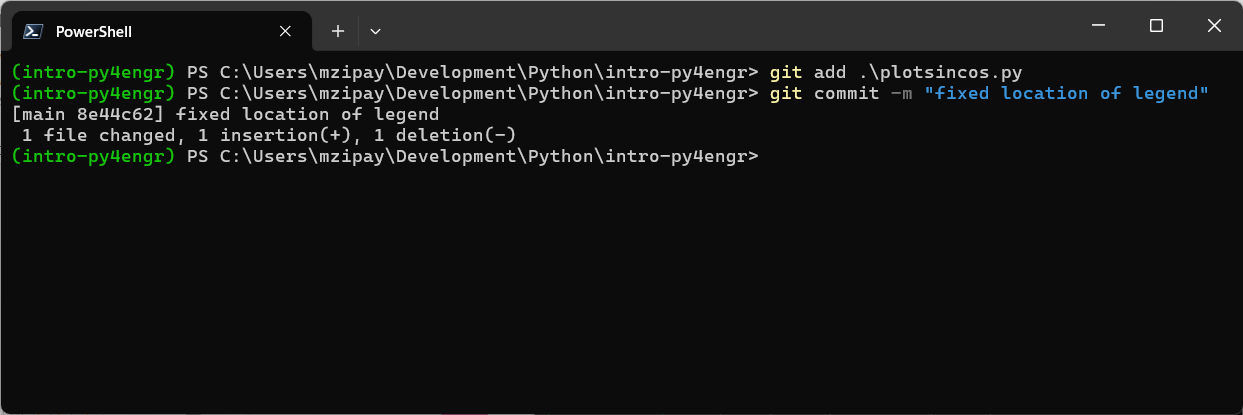 PowerShell
(intro-py4engr) PS C:\Users\mzipay\Development\Python\intro-py4engr> git add .\plotsincos.py
(intro-py4engr) PS C:\Users\mzipay\Development\Python\intro-py4engr> git commit -m "fixed location of legend"
[main 8e44c62] fixed location of legend
 1 file changed, 1 insertion(+), 1 deletion(-)
(intro-py4engr) PS C:\Users\mzipay\Development\Python\intro-py4engr>